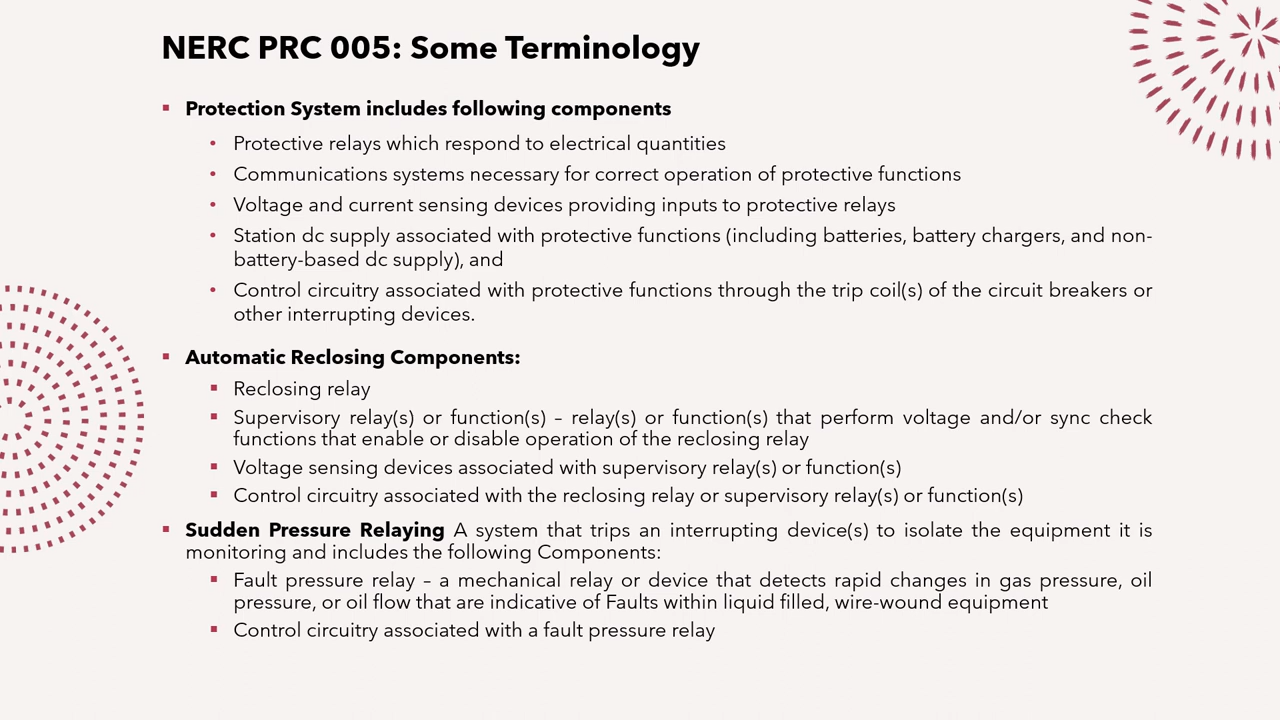 NERC PRC 005: Some Terminology
Protection System includes following components
Protective relays which respond to electrical quantities
Communications systems necessary for correct operation of protective functions
Voltage and current sensing devices providing inputs to protective relays
Station dc supply associated with protective functions (including batteries, battery chargers, and non-
battery-based dc supply), and
Control circuitry associated with protective functions through the trip coil(s) of the circuit breakers or
other interrupting devices.
Automatic Reclosing Components:
Reclosing relay
Supervisory relay(s) or function(s) – relay(s) or function(s) that perform voltage and/or sync check
functions that enable or disable operation of the reclosing relay
Voltage sensing devices associated with supervisory relay(s) or function(s)
Control circuitry associated with the reclosing relay or supervisory relay(s) or function(s)
Sudden Pressure Relaying A system that trips an interrupting device(s) to isolate the equipment it is
monitoring and includes the following Components:
Fault pressure relay – a mechanical relay or device that detects rapid changes in gas pressure, oil
pressure, or oil flow that are indicative of Faults within liquid filled, wire-wound equipment
Control circuitry associated with a fault pressure relay